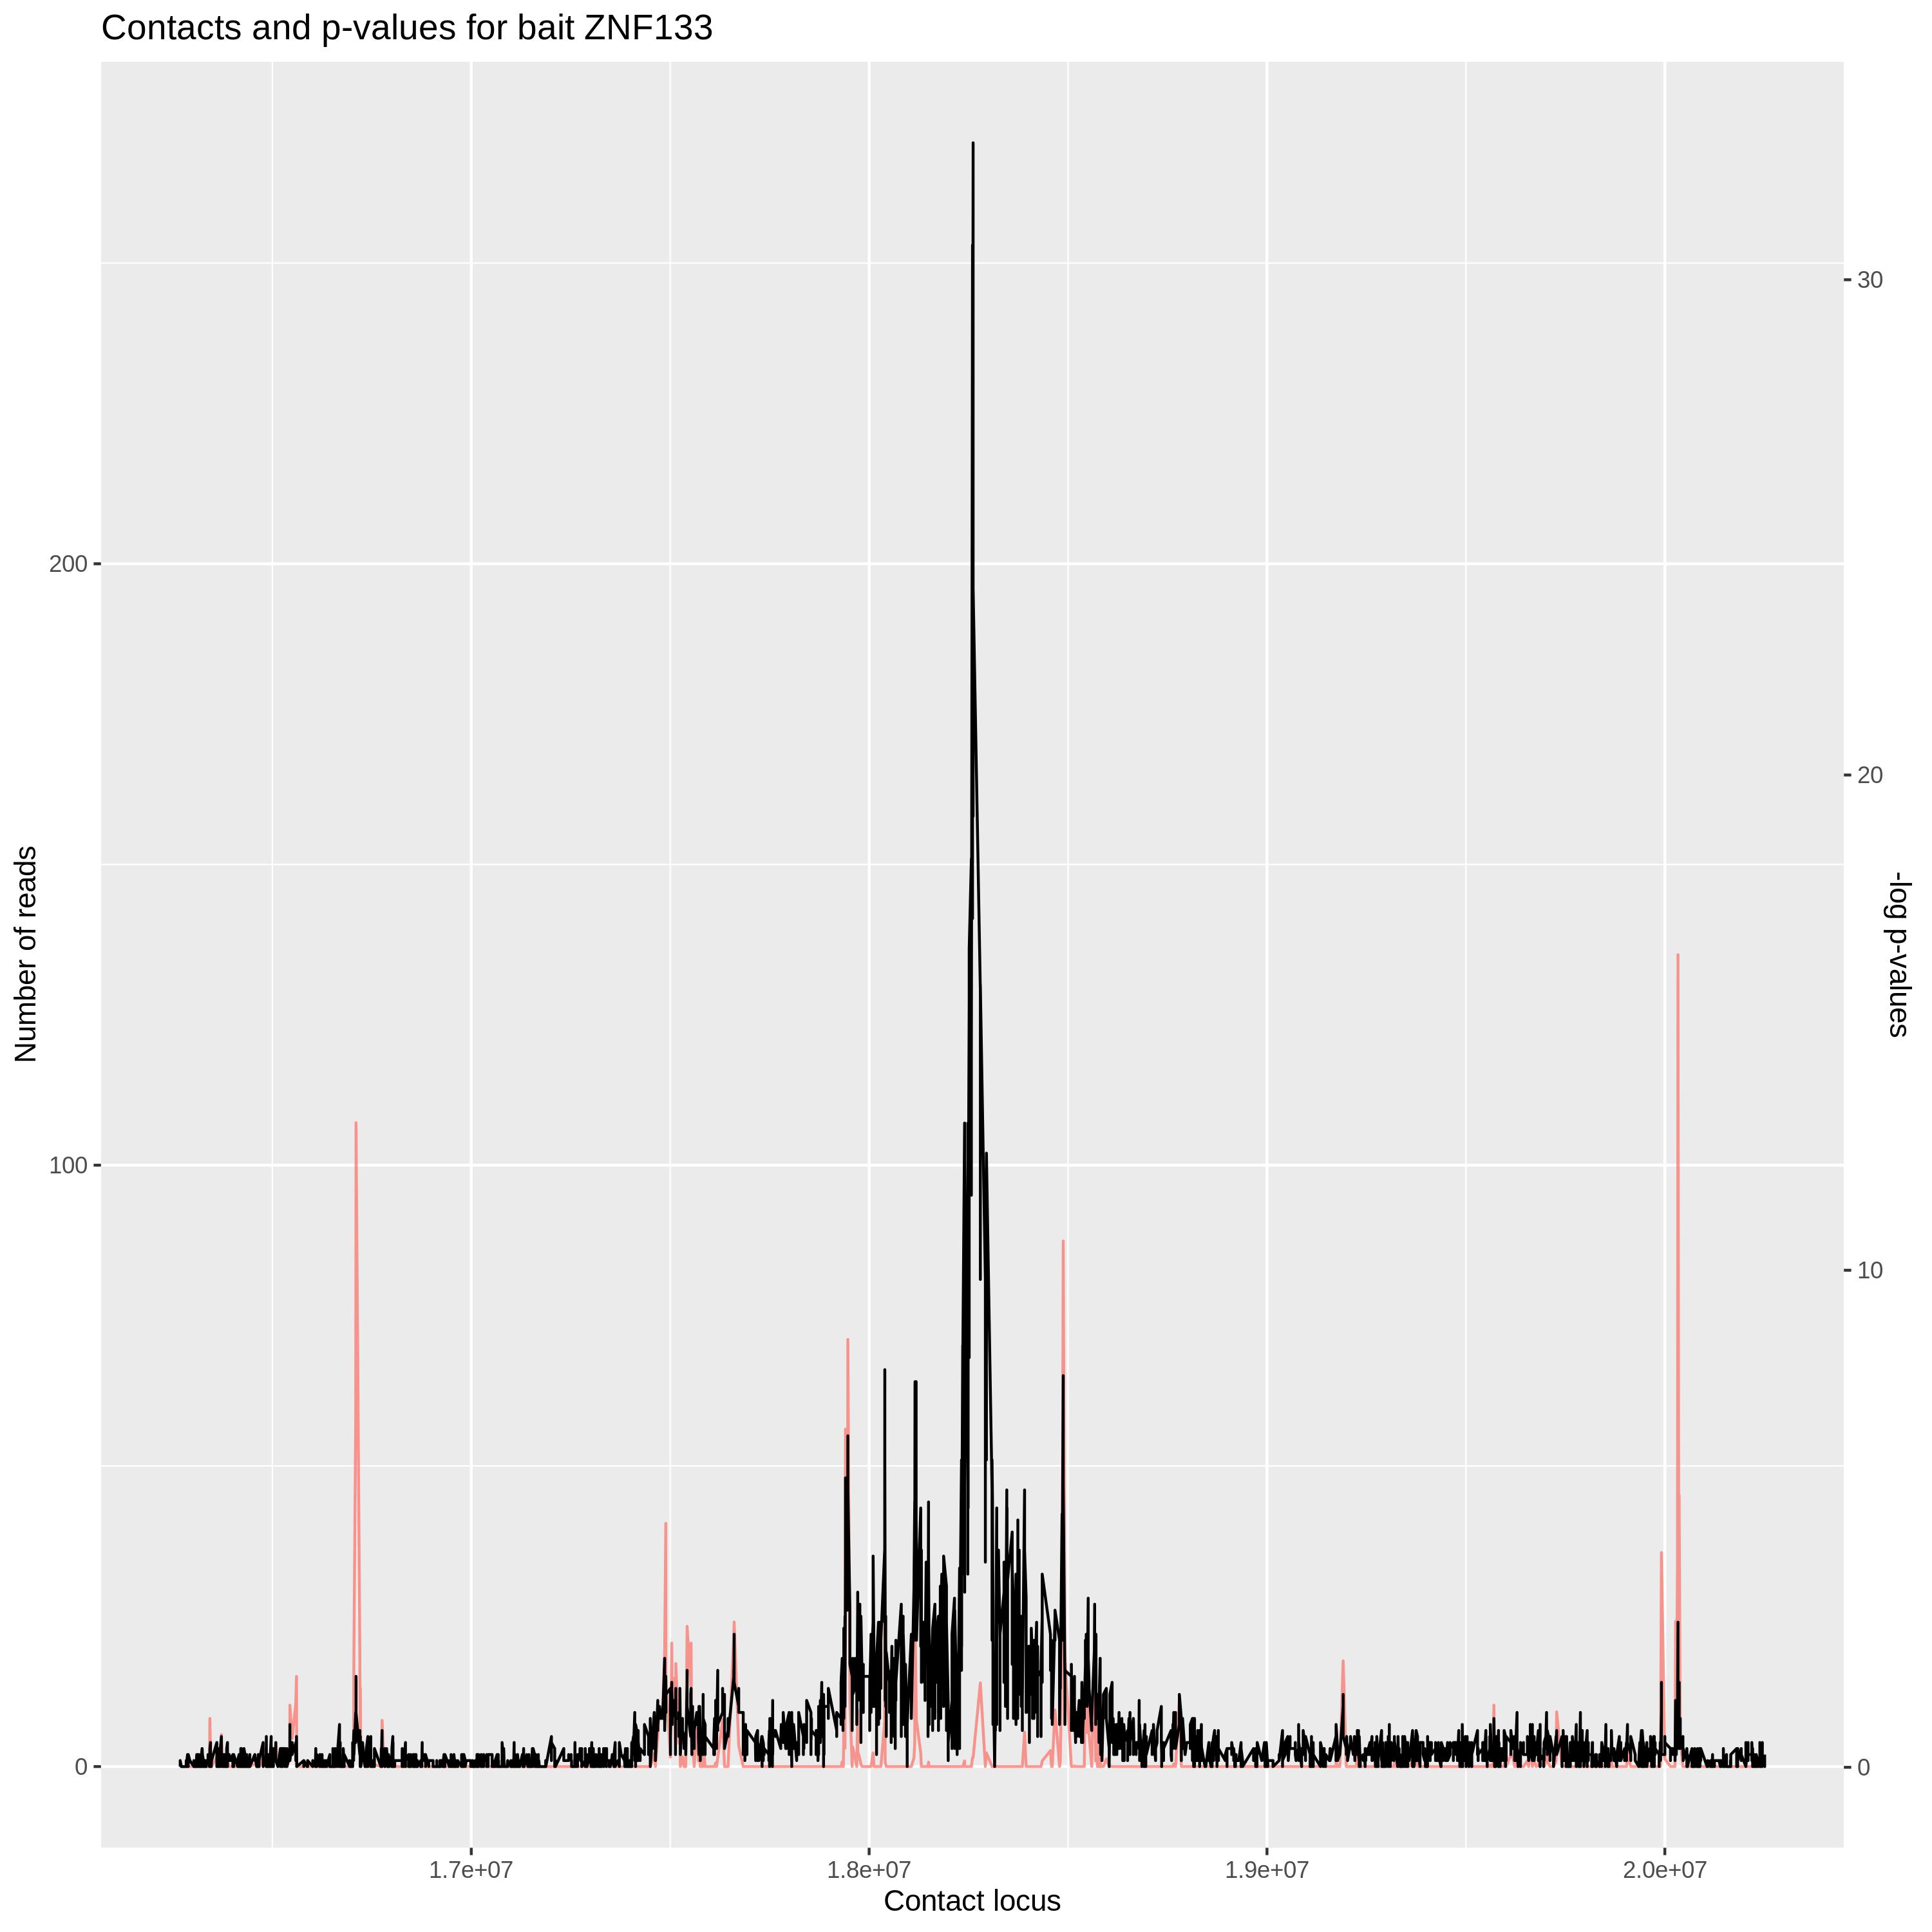 Contacts and p-values for bait ZNF133
Number of reads
200
100
0
30
20
10
0
-log p-values
1.7e+07 1.8e+07 1.9e+07 2.0e+07
Contact locus